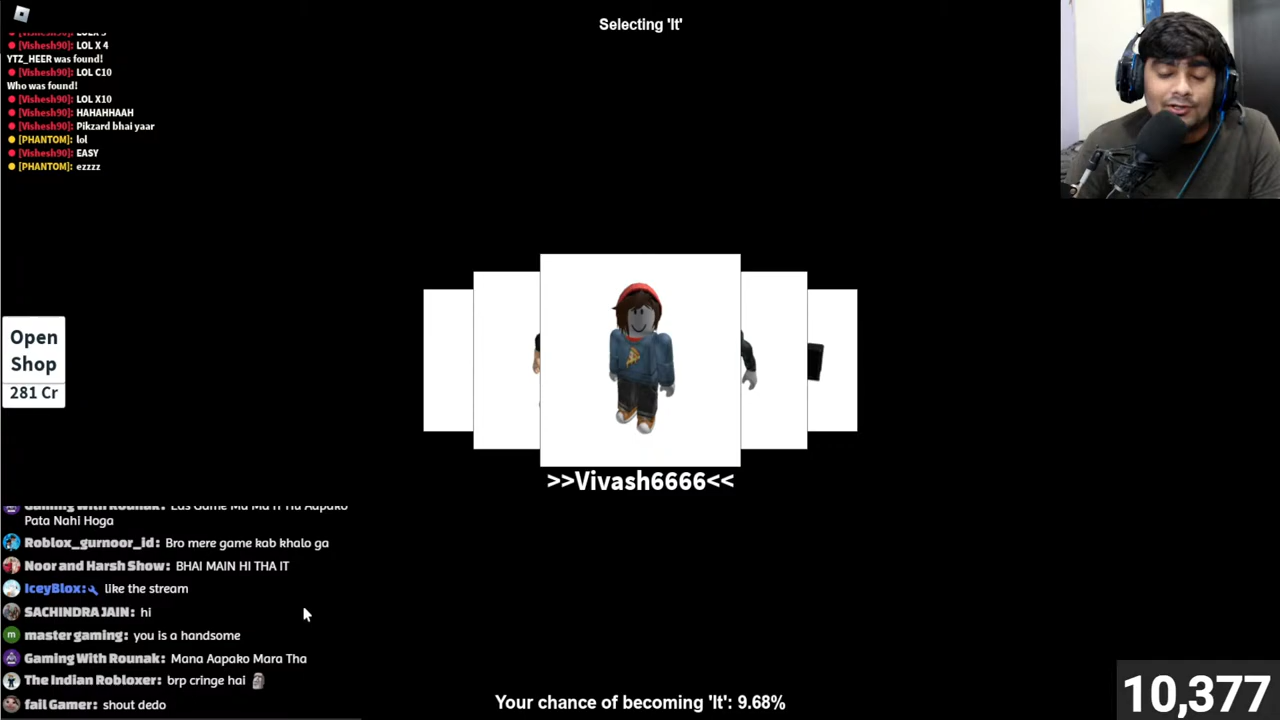 Selecting 'It'
[Vishesh90]: LOL X 4
YTZ_HEER was found!
[Vishesh90]: LOL C10
Who was found!
[Vishesh90]: LOL X10
[Vishesh90]: HAHAHHAAH
[Vishesh90]: Pikzard bhai yaar
[PHANTOM]: lol
[Vishesh90]: EASY
[PHANTOM]: ezzzz
Open
Shop
281 Cr
>>Vivash6666<<
Gaming With Rounak:
Pata Nahi Hoga
Roblox_gurnoor_id: Bro mere game kab khalo ga
Noor and Harsh Show: BHAI MAIN HI THA IT
IceyBlox: like the stream
SACHINDRA JAIN: hi
m master gaming: you is a handsome
Gaming With Rounak: Mana Aapako Mara Tha
The Indian Robloxer: brp cringe hai
fail Gamer: shout dedo
Your chance of becoming 'It': 9.68%
10,377